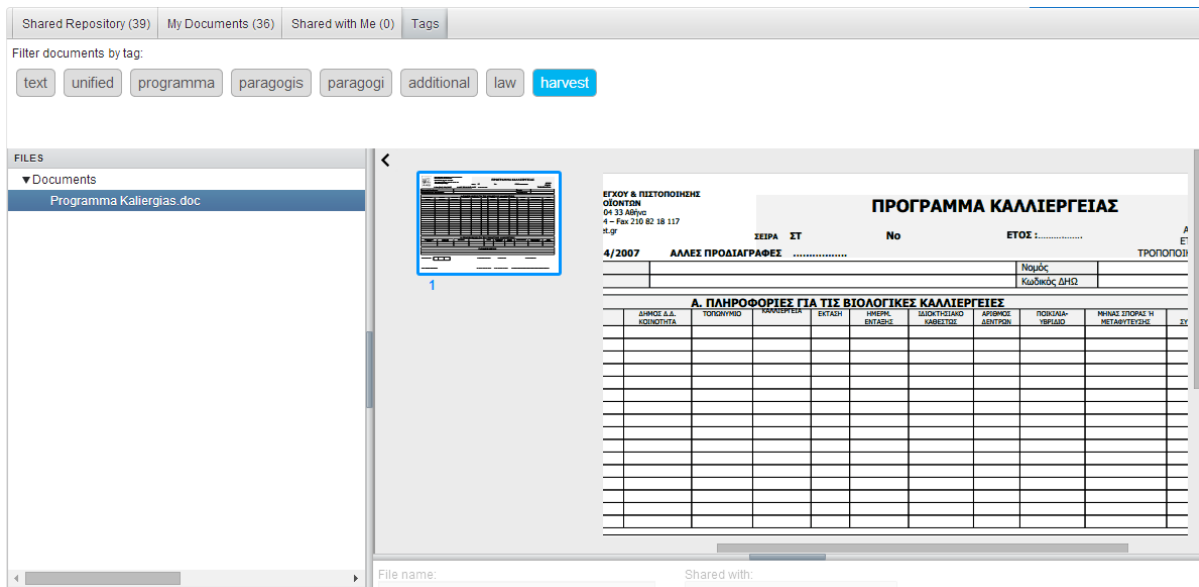 Shared Repository (39) My Documents (36) Shared with Me (0) Tags
Filter documents by tag:
text unified programma paragogis paragogi additional law harvest
FILES
Documents
Programma Kaliergias.doc
1
ΕΓΧΟΥ & ΠΙΣΤΟΠΟΙΗΣΗΣ
ΟΪΟΝΤΩΝ
04 33 Αθήνα
4 – Fax 210 82 18 117
et.gr
ΠΡΟΓΡΑΜΜΑ ΚΑΛΛΙΕΡΓΕΙΑΣ
ΣΕΙΡΑ ΣΤ No ΕΤΟΣ :................
4/2007 ΑΛΛΕΣ ΠΡΟΔΙΑΓΡΑΦΕΣ ................. ΤΡΟΠΟΠΟΙΗ
Νομός
Κωδικός ΔΗΩ
Α. ΠΛΗΡΟΦΟΡΙΕΣ ΓΙΑ ΤΙΣ ΒΙΟΛΟΓΙΚΕΣ ΚΑΛΛΙΕΡΓΕΙΕΣ
ΔΗΜΟΣ Δ.Δ. ΚΟΙΝΟΤΗΤΑ ΤΟΠΩΝΥΜΙΟ ΚΑΛΛΙΕΡΓΕΙΑ ΕΚΤΑΣΗ ΗΜΕΡΜ. ΕΝΤΑΞΗΣ ΙΔΙΟΚΤΗΣΙΑΚΟ ΚΑΘΕΣΤΩΣ ΑΡΙΘΜΟΣ ΔΕΝΤΡΩΝ ΠΟΙΚΙΛΙΑ-ΥΒΡΙΔΙΟ ΜΗΝΑΣ ΣΠΟΡΑΣ Ή ΜΕΤΑΦΥΤΕΥΣΗΣ ΣΥ
File name: Shared with: